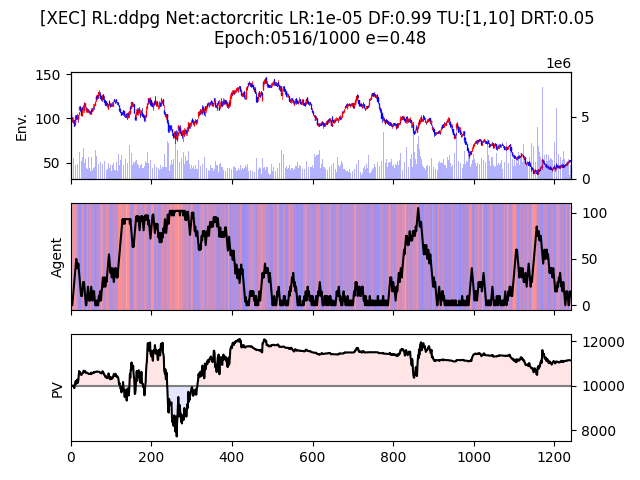 [XEC] RL:ddpg Net:actorcritic LR:1e-05 DF:0.99 TU:[1,10] DRT:0.05
Epoch:0516/1000 e=0.48
1e6
150
100
50
Env.
5
0
Agent
100
50
0
PV
12000
10000
8000
0 200 400 600 800 1000 1200